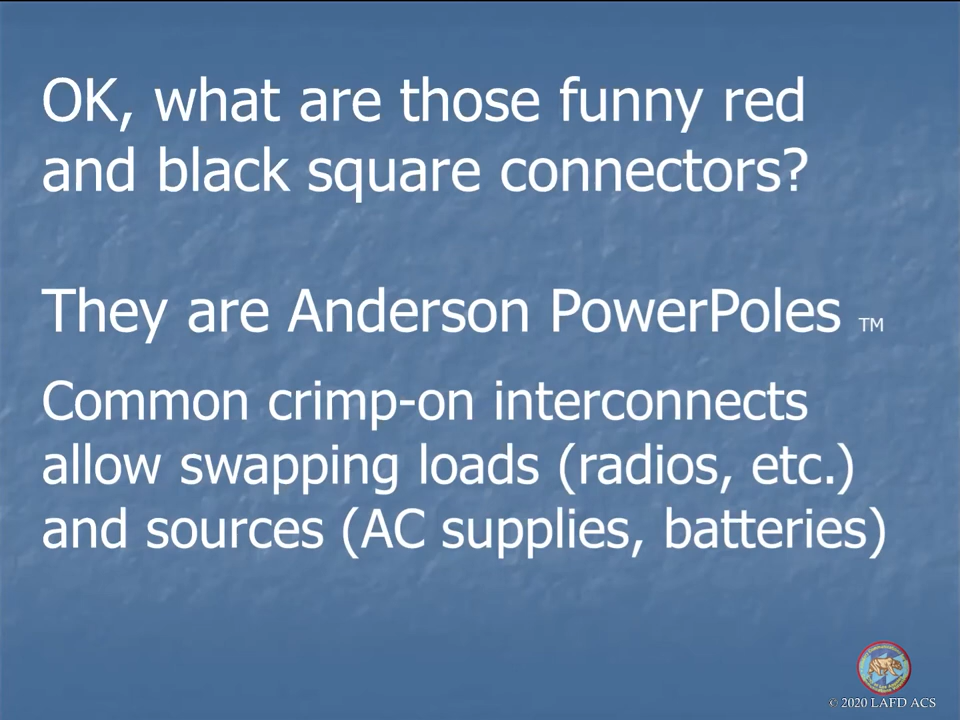 OK, what are those funny red
and black square connectors?
They are Anderson PowerPoles TM
Common crimp-on interconnects
allow swapping loads (radios, etc.)
and sources (AC supplies, batteries)
© 2020 LAFD ACS